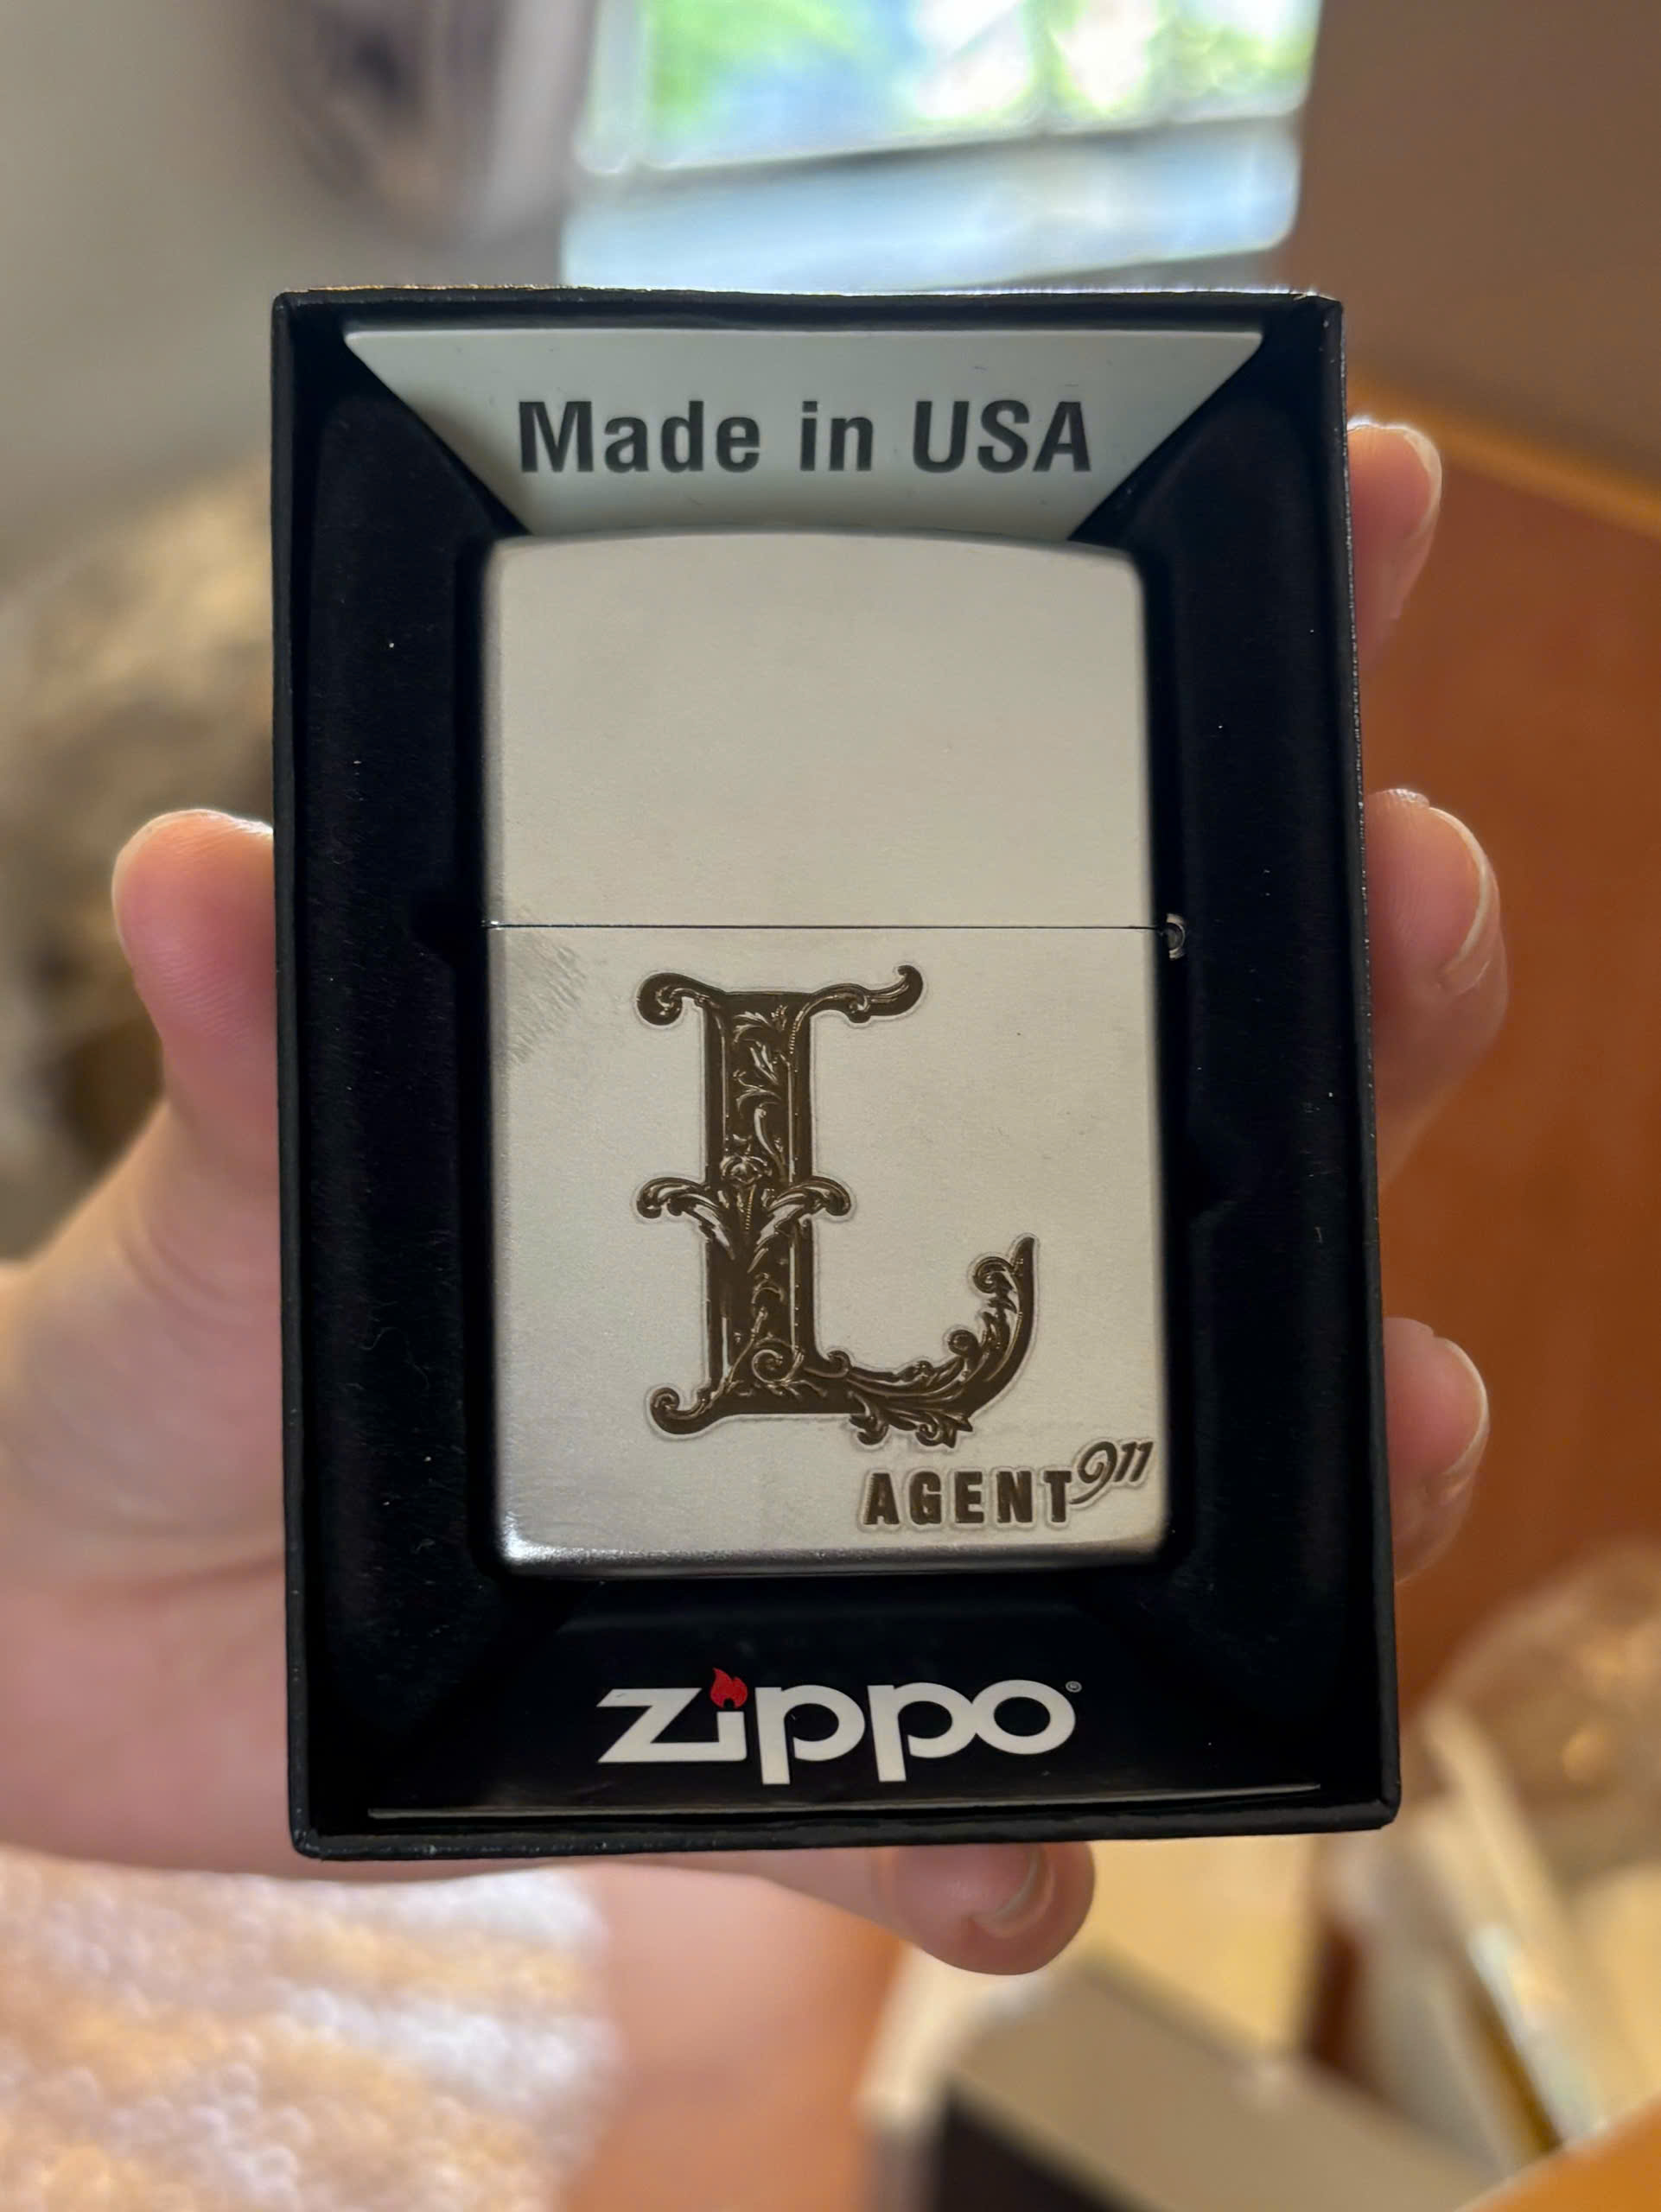 Made in USA
L
AGENT911
zippo®